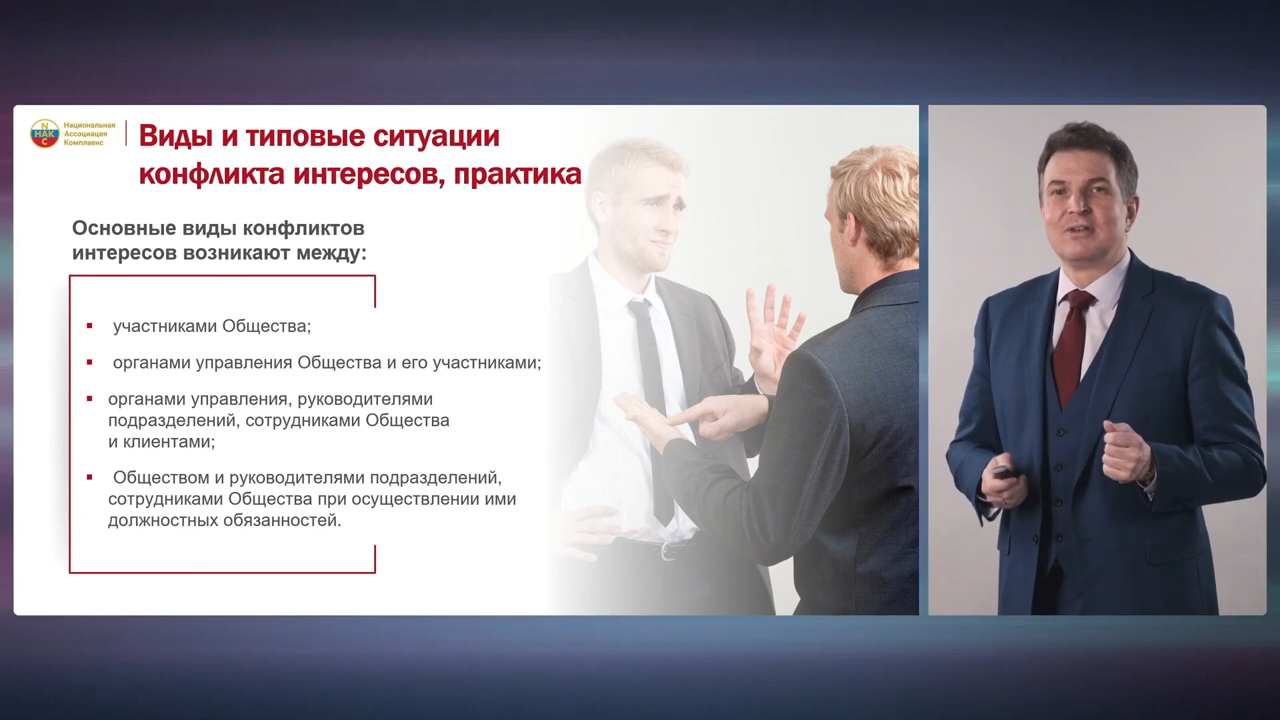 N
НАК
С
Национальная
Ассоциация
Комплаенс
Виды и типовые ситуации
конфликта интересов, практика
Основные виды конфликтов
интересов возникают между:
участниками Общества;
органами управления Общества и его участниками;
органами управления, руководителями
подразделений, сотрудниками Общества
и клиентами;
Обществом и руководителями подразделений,
сотрудниками Общества при осуществлении ими
должностных обязанностей.